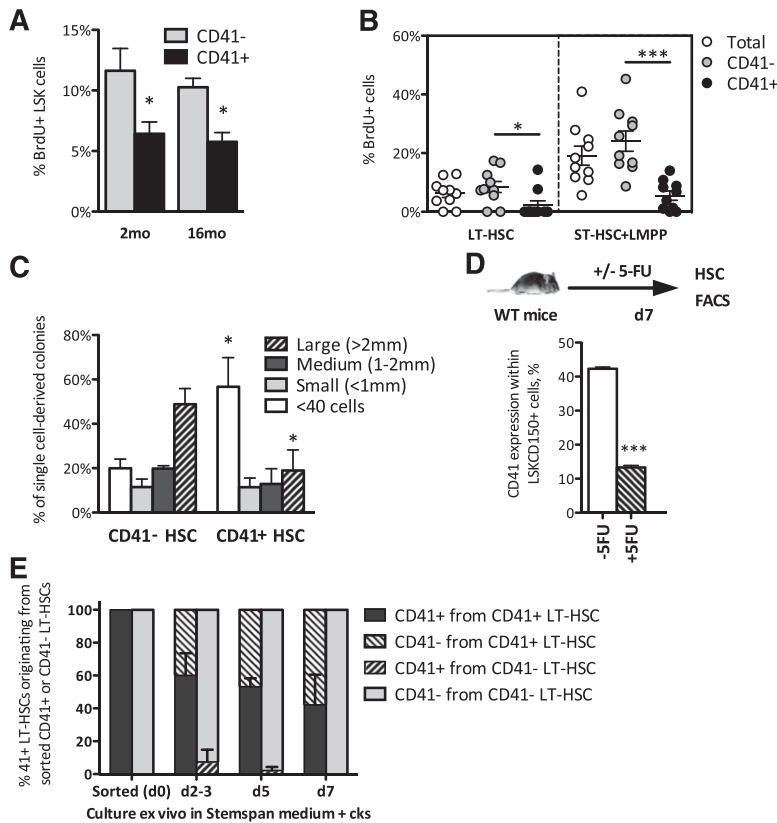 A
15%
10%
5%
0%
% BrdU+ LSK cells
CD41-
CD41+
*
*
2mo
16mo
B
60%
40%
20%
0%
% BrdU+ cells
*
***
LT-HSC
ST-HSC+LMPP
Total
CD41-
CD41+
C
80%
60%
40%
20%
0%
% of single cell-derived colonies
*
*
Large (>2mm)
Medium (1-2mm)
Small (<1mm)
<40 cells
CD41- HSC
CD41+ HSC
D
+/- 5-FU
WT mice
d7
HSC
FACS
50
40
30
20
10
0
CD41 expression within
LSKCD150+ cells, %
***
-5FU
+5FU
E
100
80
60
40
20
0
% 41+ LT-HSCs originating from
sorted CD41+ or CD41- LT-HSCs
Sorted (d0)
d2-3
d5
d7
Culture ex vivo in Stemspan medium + cks
CD41+ from CD41+ LT-HSC
CD41- from CD41+ LT-HSC
CD41+ from CD41- LT-HSC
CD41- from CD41- LT-HSC